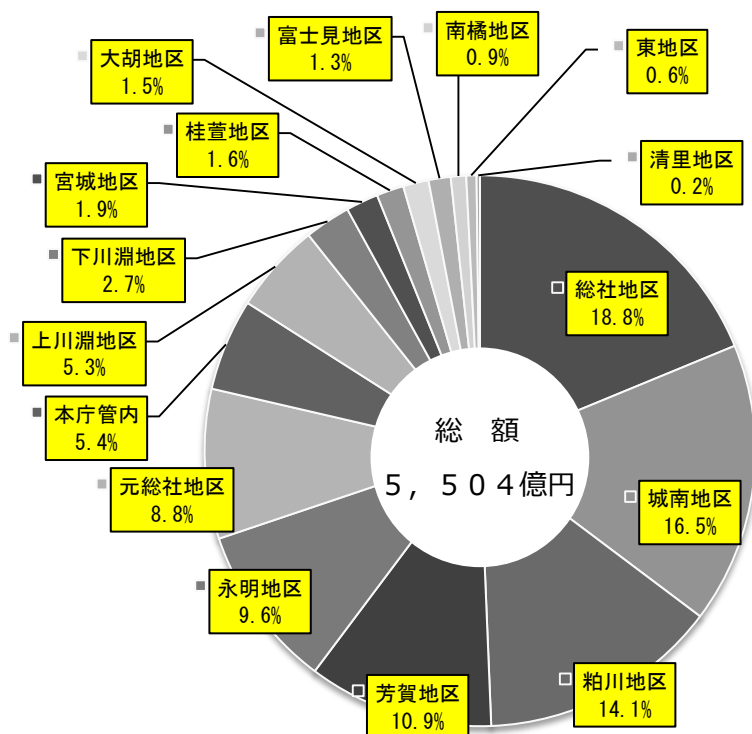 総社地区
18.8%
城南地区
16.5%
粕川地区
14.1%
芳賀地区
10.9%
永明地区
9.6%
元総社地区
8.8%
本庁管内
5.4%
上川淵地区
5.3%
下川淵地区
2.7%
宮城地区
1.9%
桂萱地区
1.6%
大胡地区
1.5%
富士見地区
1.3%
南橘地区
0.9%
東地区
0.6%
清里地区
0.2%
総　額
５，５０４億円